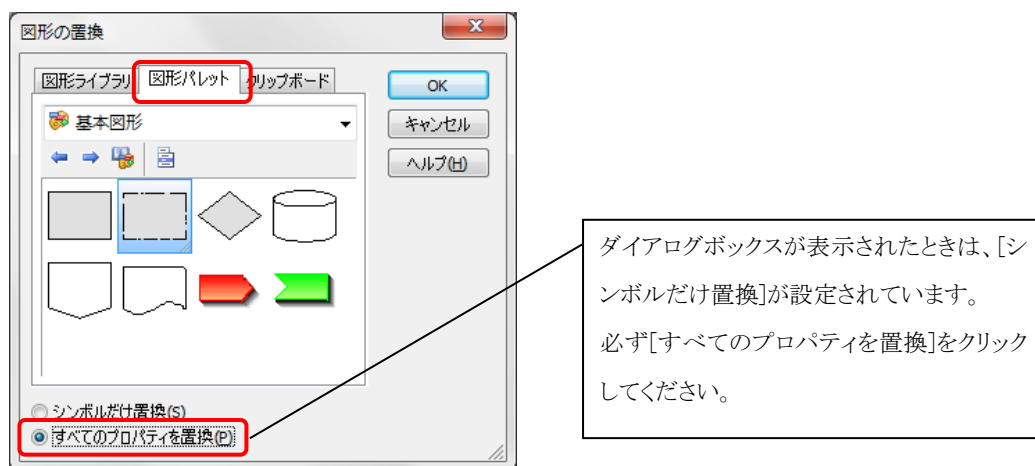 図形の置換
図形ライブラリ 図形パレット クリップボード
OK
基本図形
キャンセル
ヘルプ(H)
ダイアログボックスが表示されたときは、[シ
ンボルだけ置換]が設定されています。
必ず[すべてのプロパティを置換]をクリック
してください。
シンボルだけ置換(S)
すべてのプロパティを置換(P)